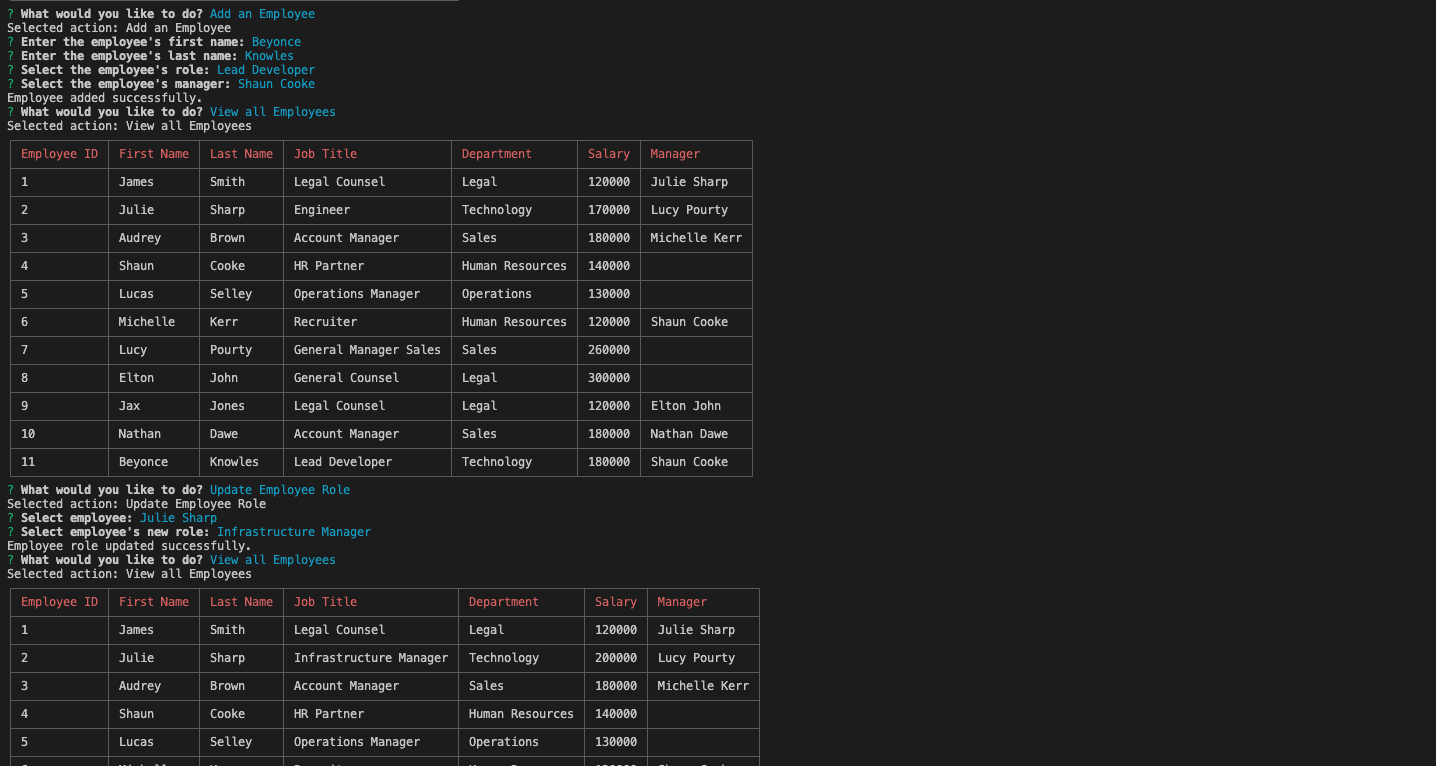 ? What would you like to do? Add an Employee
Selected action: Add an Employee
? Enter the employee's first name: Beyonce
? Enter the employee's last name: Knowles
? Select the employee's role: Lead Developer
? Select the employee's manager: Shaun Cooke
Employee added successfully.
? What would you like to do? View all Employees
Selected action: View all Employees
Employee ID First Name Last Name Job Title Department Salary Manager
1 James Smith Legal Counsel Legal 120000 Julie Sharp
2 Julie Sharp Engineer Technology 170000 Lucy Pourty
3 Audrey Brown Account Manager Sales 180000 Michelle Kerr
4 Shaun Cooke HR Partner Human Resources 140000
5 Lucas Selley Operations Manager Operations 130000
6 Michelle Kerr Recruiter Human Resources 120000 Shaun Cooke
7 Lucy Pourty General Manager Sales Sales 260000
8 Elton John General Counsel Legal 300000
9 Jax Jones Legal Counsel Legal 120000 Elton John
10 Nathan Dawe Account Manager Sales 180000 Nathan Dawe
11 Beyonce Knowles Lead Developer Technology 180000 Shaun Cooke
? What would you like to do? Update Employee Role
Selected action: Update Employee Role
? Select employee: Julie Sharp
? Select employee's new role: Infrastructure Manager
Employee role updated successfully.
? What would you like to do? View all Employees
Selected action: View all Employees
Employee ID First Name Last Name Job Title Department Salary Manager
1 James Smith Legal Counsel Legal 120000 Julie Sharp
2 Julie Sharp Infrastructure Manager Technology 200000 Lucy Pourty
3 Audrey Brown Account Manager Sales 180000 Michelle Kerr
4 Shaun Cooke HR Partner Human Resources 140000
5 Lucas Selley Operations Manager Operations 130000